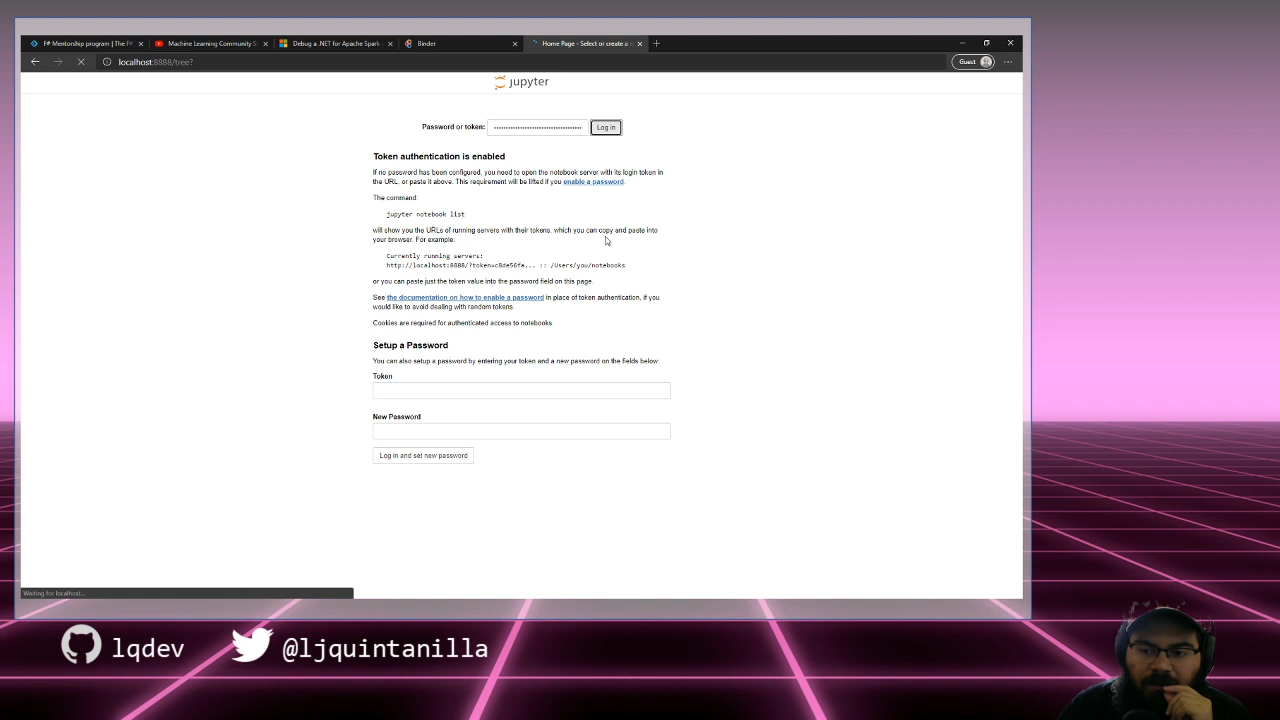 F# Mentorship program | The F#
Machine Learning Community S
Debug a .NET for Apache Spark
Binder
Home Page - Select or create a n
localhost:8888/tree?
Guest
jupyter
Password or token:
Log in
Token authentication is enabled
If no password has been configured, you need to open the notebook server with its login token in
the URL, or paste it above. This requirement will be lifted if you enable a password.
The command:
jupyter notebook list
will show you the URLs of running servers with their tokens, which you can copy and paste into
your browser. For example:
Currently running servers:
http://localhost:8888/?token=c8de56fa... :: /Users/you/notebooks
or you can paste just the token value into the password field on this page.
See the documentation on how to enable a password in place of token authentication, if you
would like to avoid dealing with random tokens.
Cookies are required for authenticated access to notebooks.
Setup a Password
You can also setup a password by entering your token and a new password on the fields below:
Token
New Password
Log in and set new password
Waiting for localhost...
lqdev
@ljquintanilla